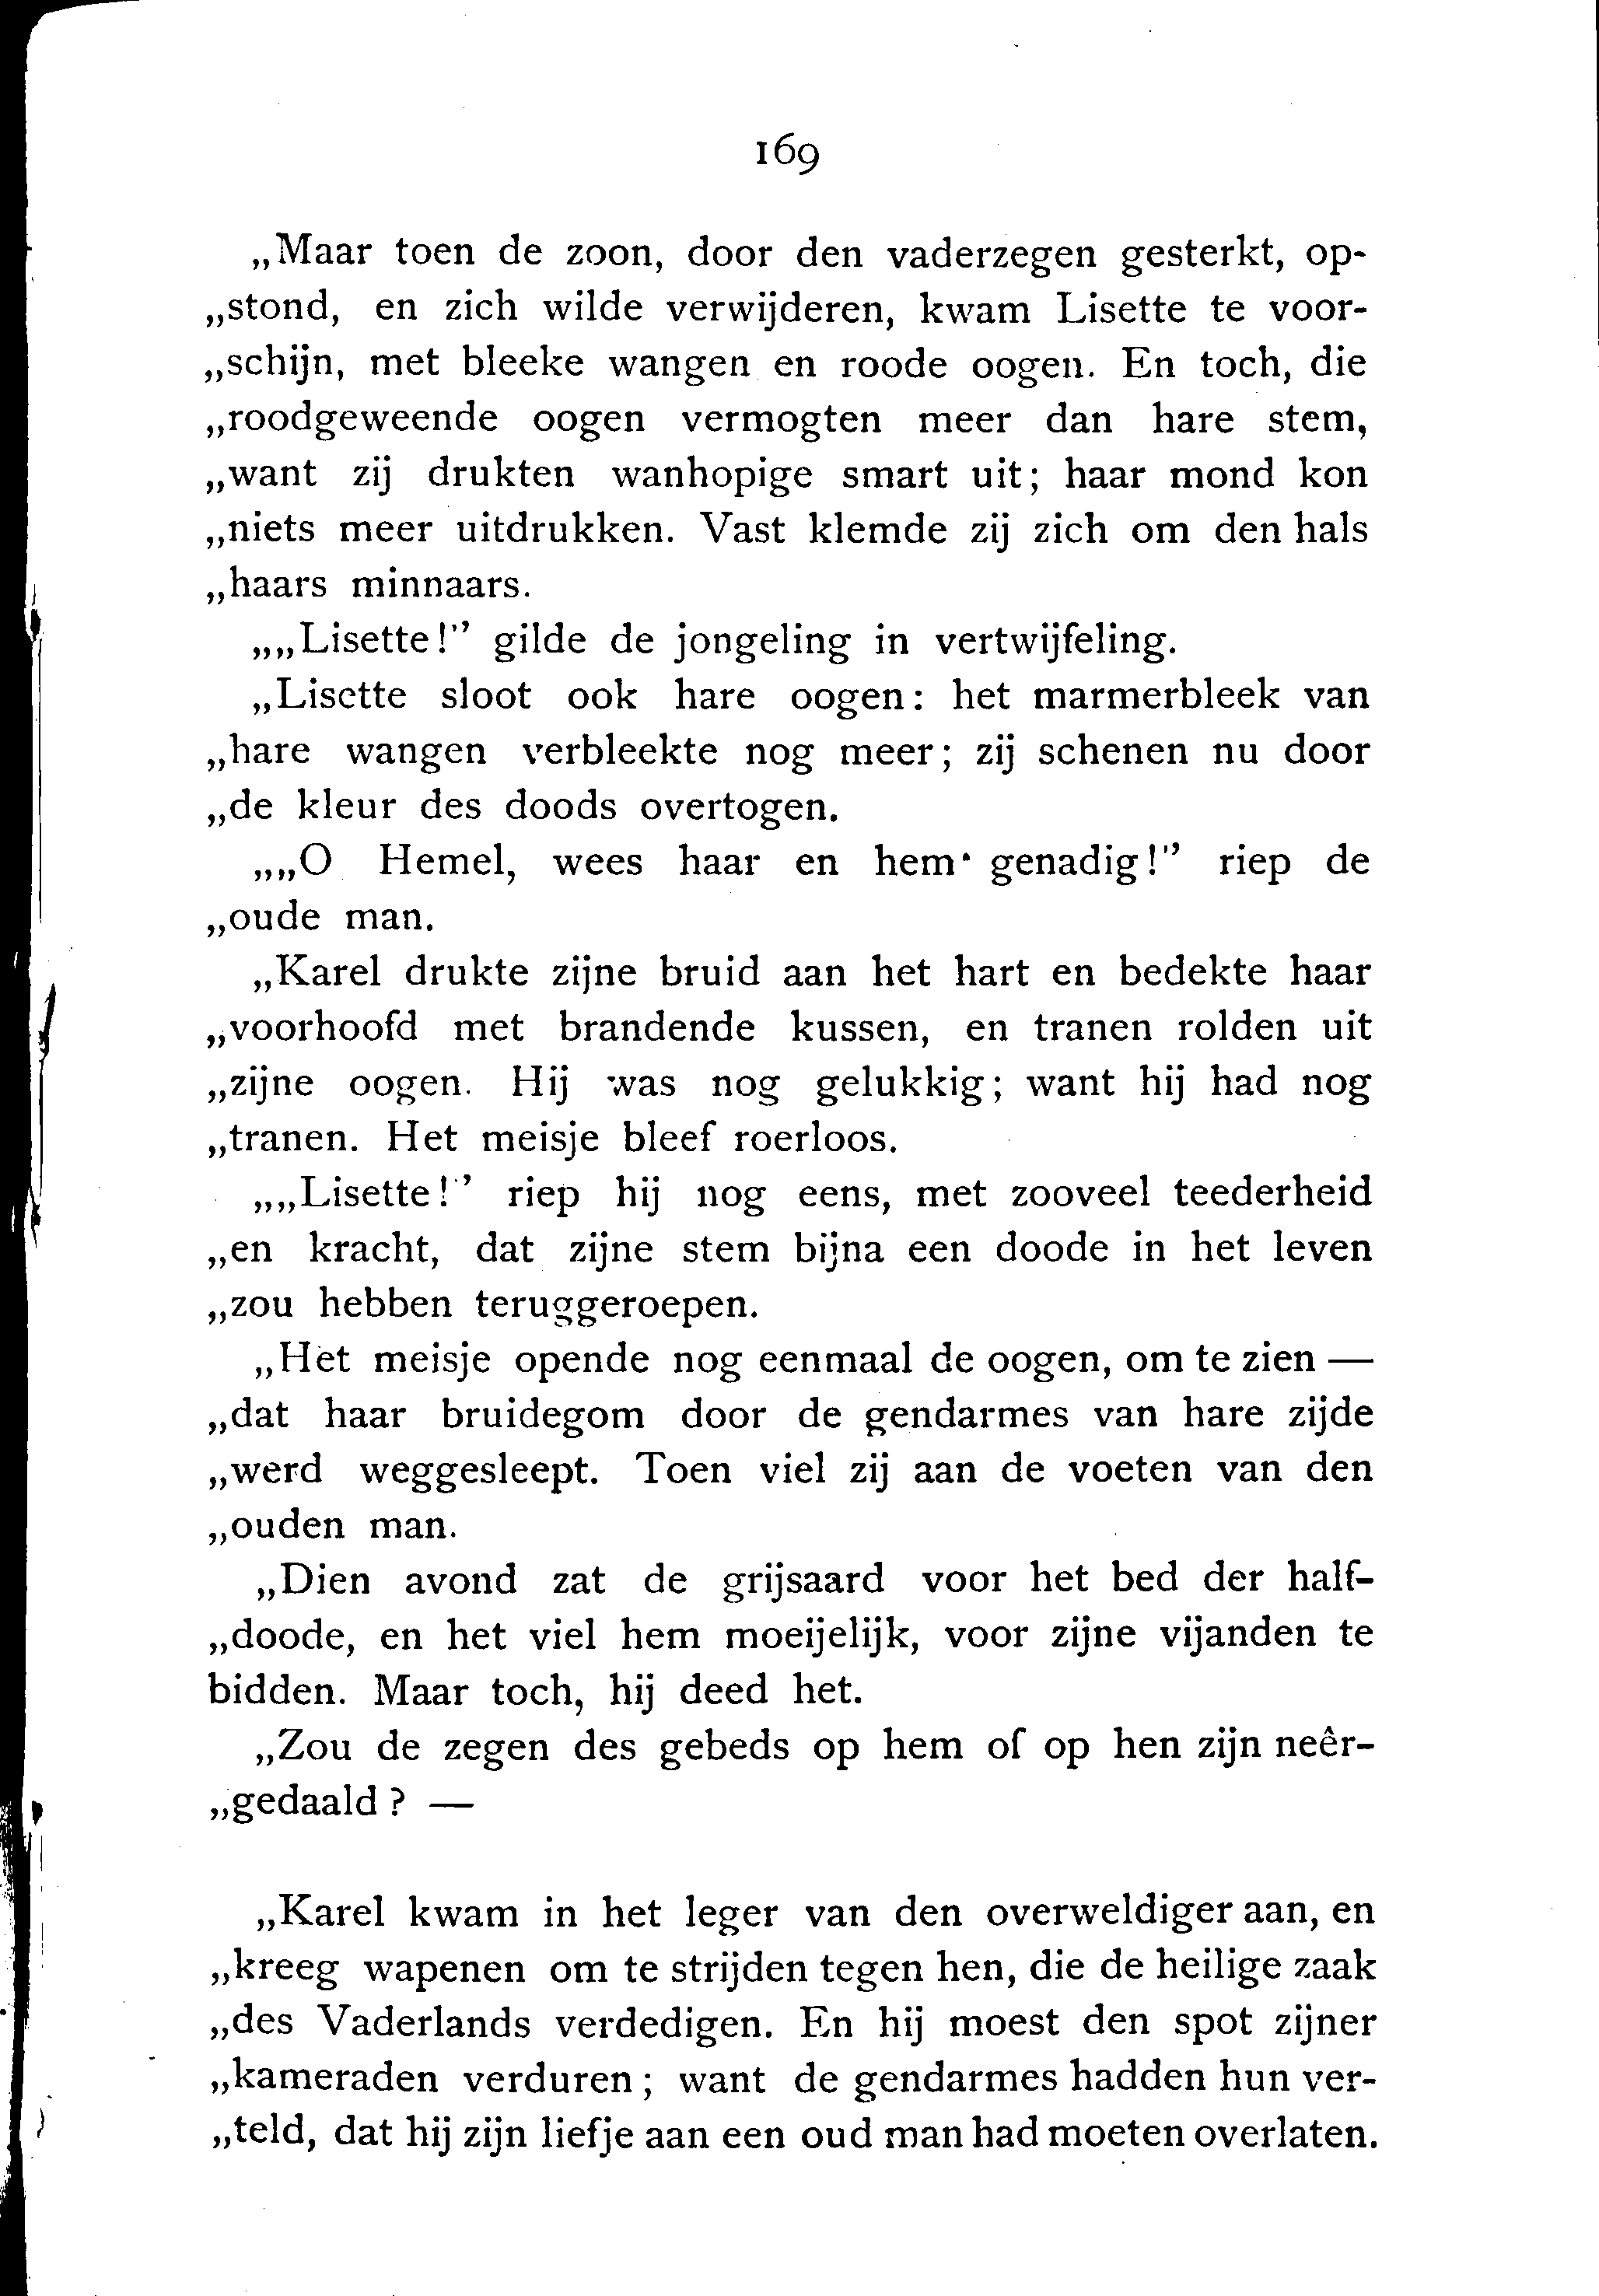 169
„Maar toen de zoon, door den vaderzegen gesterkt, op-
„stond, en zich wilde verwijderen, kwam Lisette te voor-
„schijn, met bleeke wangen en roode oogen. En toch, die
„roodgeweende oogen vermogten meer dan hare stem,
„want zij drukten wanhopige smart uit; haar mond kon
„niets meer uitdrukken. Vast klemde zij zich om den hals
„haars minnaars.
„„Lisette!” gilde de jongeling in vertwijfeling.
„Lisette sloot ook hare oogen: het marmerbleek van
„hare wangen verbleekte nog meer; zij schenen nu door
„de kleur des doods overtogen.
„„O Hemel, wees haar en hem genadig!” riep de
„oude man.
„Karel drukte zijne bruid aan het hart en bedekte haar
„voorhoofd met brandende kussen, en tranen rolden uit
„zijne oogen. Hij was nog gelukkig; want hij had nog
„tranen. Het meisje bleef roerloos.
„„Lisette!” riep hij nog eens, met zooveel teederheid
„en kracht, dat zijne stem bijna een doode in het leven
„zou hebben teruggeroepen.
„Het meisje opende nog eenmaal de oogen, om te zien —
„dat haar bruidegom door de gendarmes van hare zijde
„werd weggesleept. Toen viel zij aan de voeten van den
„ouden man.
„Dien avond zat de grijsaard voor het bed der half-
„doode, en het viel hem moeijelijk, voor zijne vijanden te
bidden. Maar toch, hij deed het.
„Zou de zegen des gebeds op hem of op hen zijn neêr-
„gedaald? —
„Karel kwam in het leger van den overweldiger aan, en
„kreeg wapenen om te strijden tegen hen, die de heilige zaak
„des Vaderlands verdedigen. En hij moest den spot zijner
„kameraden verduren; want de gendarmes hadden hun ver-
„teld, dat hij zijn liefje aan een oud man had moeten overlaten.